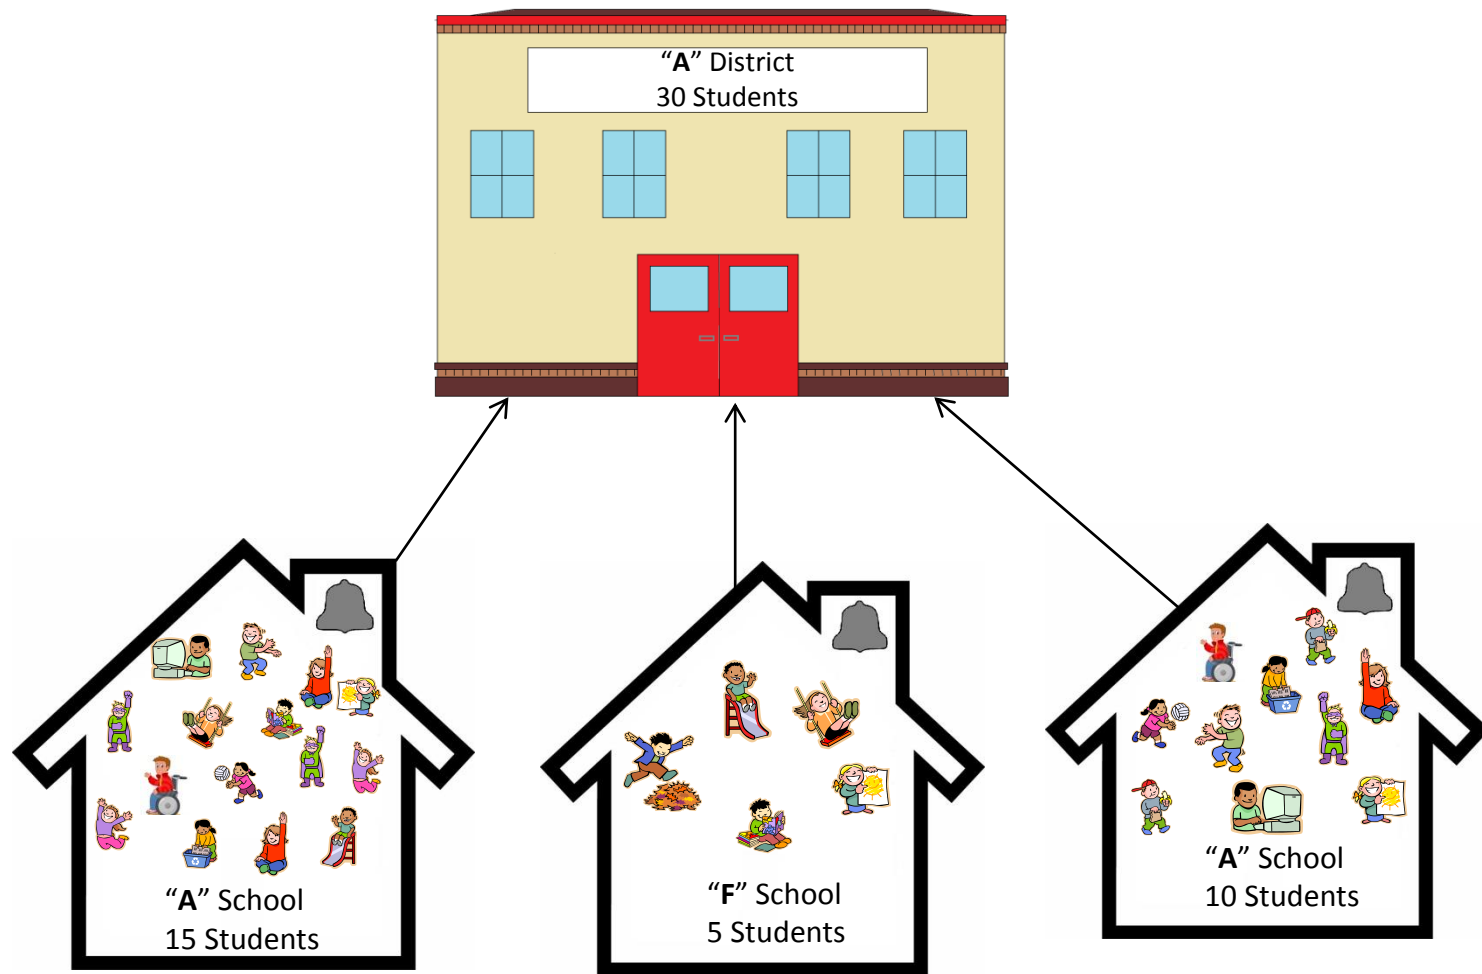 “A” District
30 Students
“A” School
15 Students
“F” School
5 Students
“A” School
10 Students